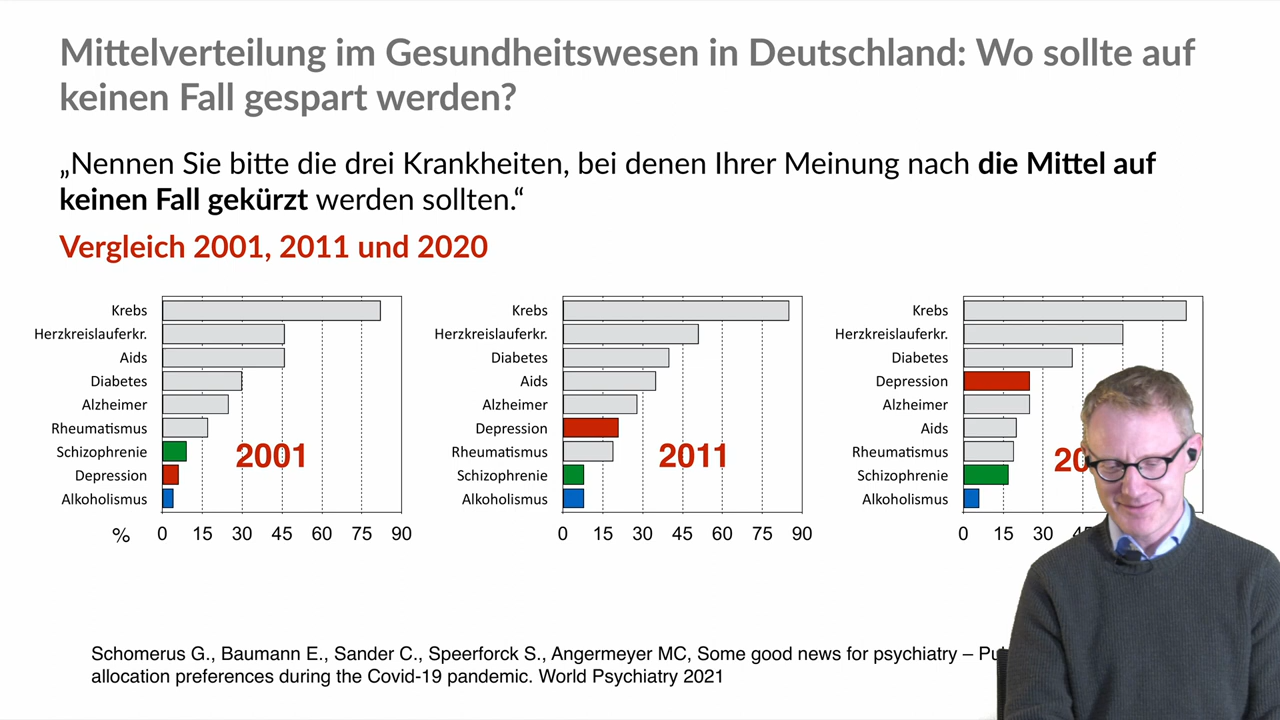 Mittelverteilung im Gesundheitswesen in Deutschland: Wo sollte auf
keinen Fall gespart werden?
„Nennen Sie bitte die drei Krankheiten, bei denen Ihrer Meinung nach die Mittel auf
keinen Fall gekürzt werden sollten.“
Vergleich 2001, 2011 und 2020
Krebs
Herzkreislauferkr.
Aids
Diabetes
Alzheimer
Rheumatismus
Schizophrenie
Depression
Alkoholismus
2001
% 0 15 30 45 60 75 90
Krebs
Herzkreislauferkr.
Diabetes
Aids
Alzheimer
Depression
Rheumatismus
Schizophrenie
Alkoholismus
2011
0 15 30 45 60 75 90
Krebs
Herzkreislauferkr.
Diabetes
Depression
Alzheimer
Aids
Rheumatismus
Schizophrenie
Alkoholismus
0 15 30
Schomerus G., Baumann E., Sander C., Speerforck S., Angermeyer MC, Some good news for psychiatry –
allocation preferences during the Covid-19 pandemic. World Psychiatry 2021